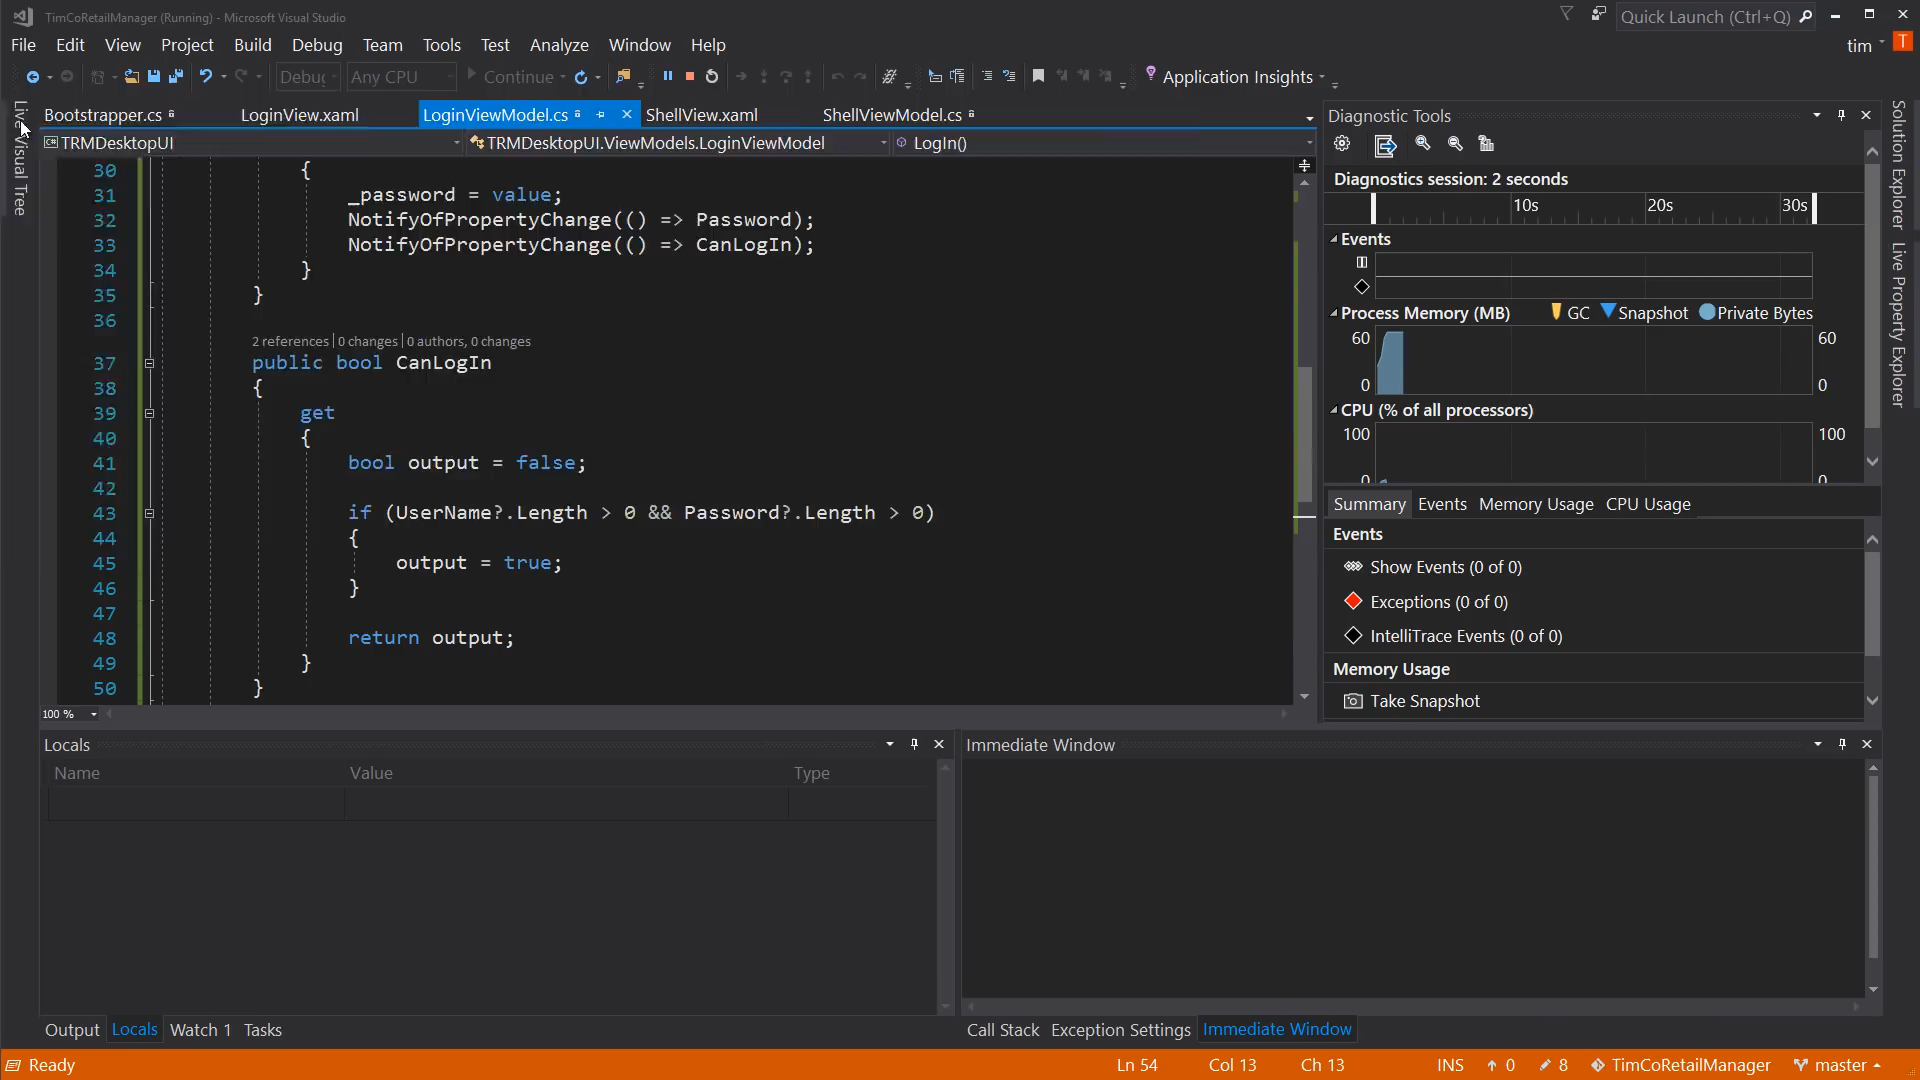 TimCoRetailManager (Running) - Microsoft Visual Studio
Quick Launch (Ctrl+Q)
File Edit View Project Build Debug Team Tools Test Analyze Window Help
tim T
Debug Any CPU Continue Application Insights
Bootstrapper.cs LoginView.xaml LoginViewModel.cs ShellView.xaml ShellViewModel.cs
TRMDesktopUI TRMDesktopUI.ViewModels.LoginViewModel LogIn()
30 {
31 _password = value;
32 NotifyOfPropertyChange(() => Password);
33 NotifyOfPropertyChange(() => CanLogIn);
34 }
35 }
36
2 references | 0 changes | 0 authors, 0 changes
37 public bool CanLogIn
38 {
39 get
40 {
41 bool output = false;
42
43 if (UserName?.Length > 0 && Password?.Length > 0)
44 {
45 output = true;
46 }
47
48 return output;
49 }
50 }
100 %
Live Visual Tree
Diagnostic Tools
Diagnostics session: 2 seconds
10s 20s 30s
Events
Process Memory (MB) GC Snapshot Private Bytes
60 60
0 0
CPU (% of all processors)
100 100
0 0
Summary Events Memory Usage CPU Usage
Events
Show Events (0 of 0)
Exceptions (0 of 0)
IntelliTrace Events (0 of 0)
Memory Usage
Take Snapshot
Solution Explorer
Live Property Explorer
Locals
Name Value Type
Immediate Window
Output Locals Watch 1 Tasks
Call Stack Exception Settings Immediate Window
Ready Ln 54 Col 13 Ch 13 INS 0 8 TimCoRetailManager master